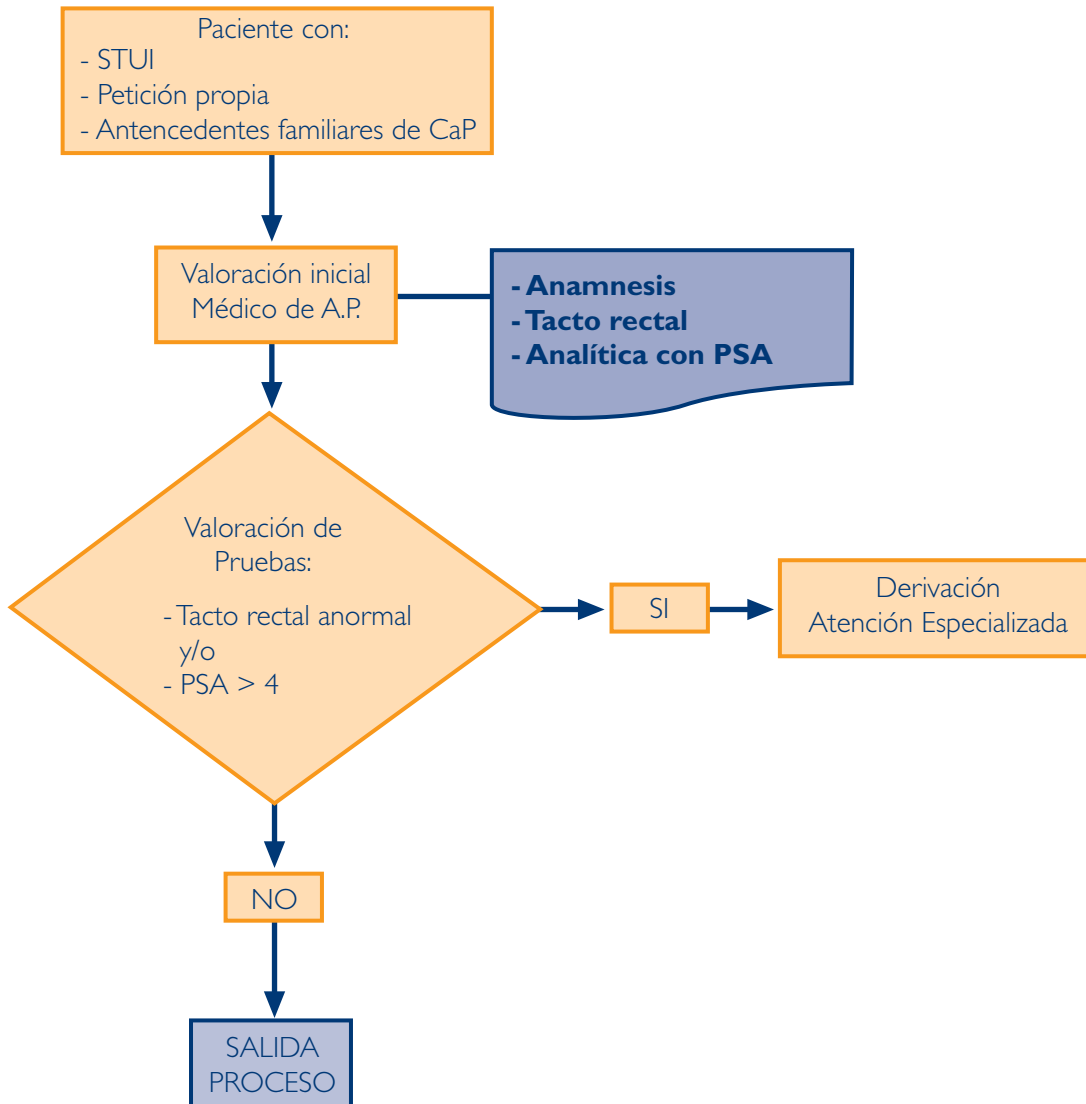 Paciente con:
- STUI
- Petición propia
- Antencedentes familiares de CaP
Valoración inicial
Médico de A.P.
- Anamnesis
- Tacto rectal
- Analítica con PSA
Valoración de
Pruebas:
- Tacto rectal anormal
y/o
- PSA > 4
SI
Derivación
Atención Especializada
NO
SALIDA
PROCESO